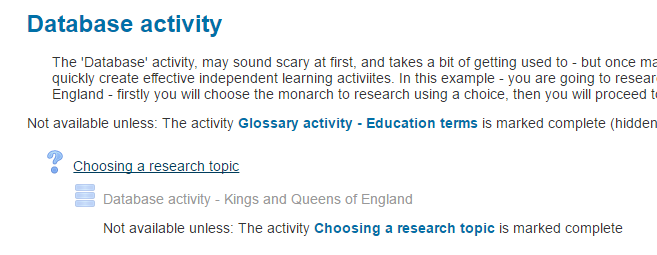 Database activity
The 'Database' activity, may sound scary at first, and takes a bit of getting used to - but once
quickly create effective independent learning activiites. In this example - you are going to
England - firstly you will choose the monarch to research using a choice, then you will proceed
Not available unless: The activity Glossary activity - Education terms is marked complete (hidden
Choosing a research topic
Database activity - Kings and Queens of England
Not available unless: The activity Choosing a research topic is marked complete